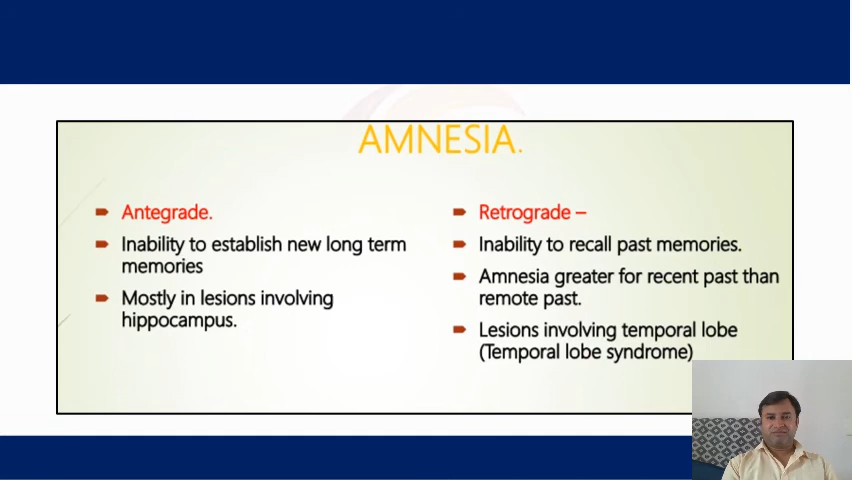 AMNESIA.
Antegrade.
Inability to establish new long term
memories
Mostly in lesions involving
hippocampus.
Retrograde –
Inability to recall past memories.
Amnesia greater for recent past than
remote past.
Lesions involving temporal lobe
(Temporal lobe syndrome)